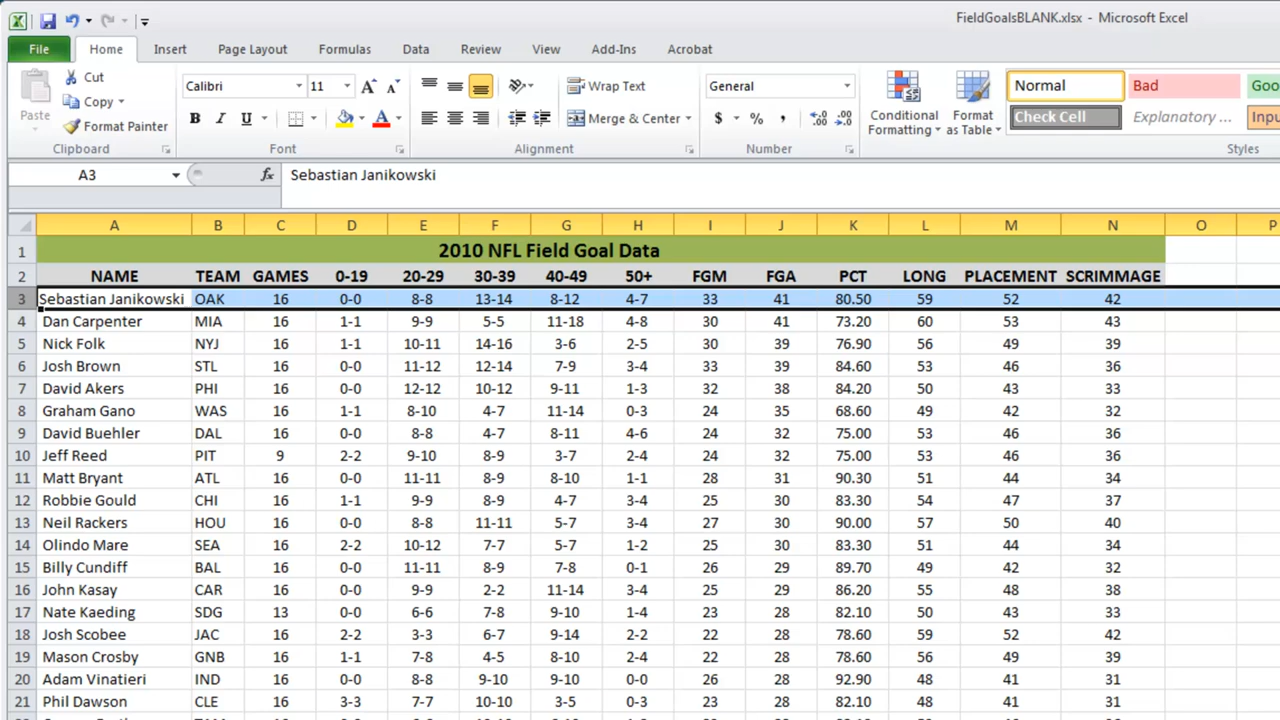 FieldGoalsBLANK.xlsx - Microsoft Excel
File Home Insert Page Layout Formulas Data Review View Add-Ins Acrobat
Paste
Cut
Copy
Format Painter
Clipboard
Calibri 11
B I U
Font
Wrap Text
Merge & Center
Alignment
General
$ % ,
Number
Conditional
Formatting
Format
as Table
Normal Bad Goo
Check Cell Explanatory ... Inpu
Styles
A3 fx Sebastian Janikowski
A B C D E F G H I J K L M N O P
1 2010 NFL Field Goal Data
2 NAME TEAM GAMES 0-19 20-29 30-39 40-49 50+ FGM FGA PCT LONG PLACEMENT SCRIMMAGE
3 Sebastian Janikowski OAK 16 0-0 8-8 13-14 8-12 4-7 33 41 80.50 59 52 42
4 Dan Carpenter MIA 16 1-1 9-9 5-5 11-18 4-8 30 41 73.20 60 53 43
5 Nick Folk NYJ 16 1-1 10-11 14-16 3-6 2-5 30 39 76.90 56 49 39
6 Josh Brown STL 16 0-0 11-12 12-14 7-9 3-4 33 39 84.60 53 46 36
7 David Akers PHI 16 0-0 12-12 10-12 9-11 1-3 32 38 84.20 50 43 33
8 Graham Gano WAS 16 1-1 8-10 4-7 11-14 0-3 24 35 68.60 49 42 32
9 David Buehler DAL 16 0-0 8-8 4-7 8-11 4-6 24 32 75.00 53 46 36
10 Jeff Reed PIT 9 2-2 9-10 8-9 3-7 2-4 24 32 75.00 53 46 36
11 Matt Bryant ATL 16 0-0 11-11 8-9 8-10 1-1 28 31 90.30 51 44 34
12 Robbie Gould CHI 16 1-1 9-9 8-9 4-7 3-4 25 30 83.30 54 47 37
13 Neil Rackers HOU 16 0-0 8-8 11-11 5-7 3-4 27 30 90.00 57 50 40
14 Olindo Mare SEA 16 2-2 10-12 7-7 5-7 1-2 25 30 83.30 51 44 34
15 Billy Cundiff BAL 16 0-0 11-11 8-9 7-8 0-1 26 29 89.70 49 42 32
16 John Kasay CAR 16 0-0 9-9 2-2 11-14 3-4 25 29 86.20 55 48 38
17 Nate Kaeding SDG 13 0-0 6-6 7-8 9-10 1-4 23 28 82.10 50 43 33
18 Josh Scobee JAC 16 2-2 3-3 6-7 9-14 2-2 22 28 78.60 59 52 42
19 Mason Crosby GNB 16 1-1 7-8 4-5 8-10 2-4 22 28 78.60 56 49 39
20 Adam Vinatieri IND 16 0-0 8-8 9-10 9-10 0-0 26 28 92.90 48 41 31
21 Phil Dawson CLE 16 3-3 7-7 10-10 3-5 0-3 23 28 82.10 48 41 31